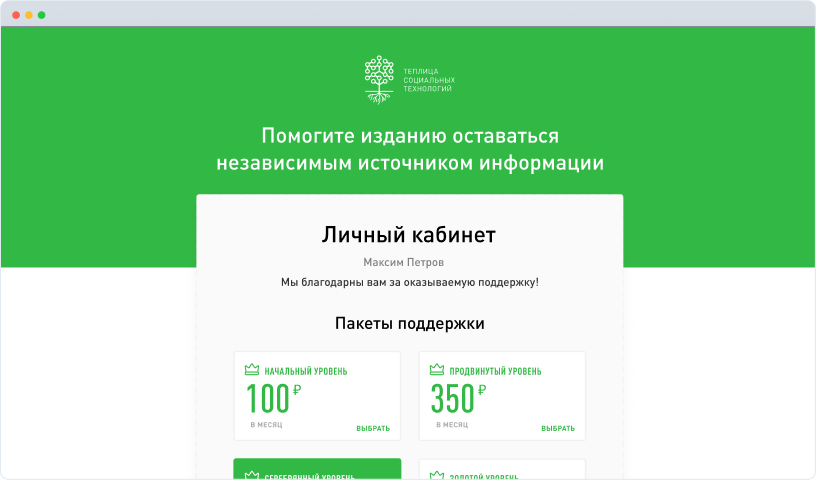 ТЕПЛИЦА
СОЦИАЛЬНЫХ
ТЕХНОЛОГИЙ
Помогите изданию оставаться
независимым источником информации
Личный кабинет
Максим Петров
Мы благодарны вам за оказываемую поддержку!
Пакеты поддержки
НАЧАЛЬНЫЙ УРОВЕНЬ
100 ₽
В МЕСЯЦ
ВЫБРАТЬ
ПРОДВИНУТЫЙ УРОВЕНЬ
350 ₽
В МЕСЯЦ
ВЫБРАТЬ
СЕРЕБРЯННЫЙ УРОВЕНЬ
ЗОЛОТОЙ УРОВЕНЬ